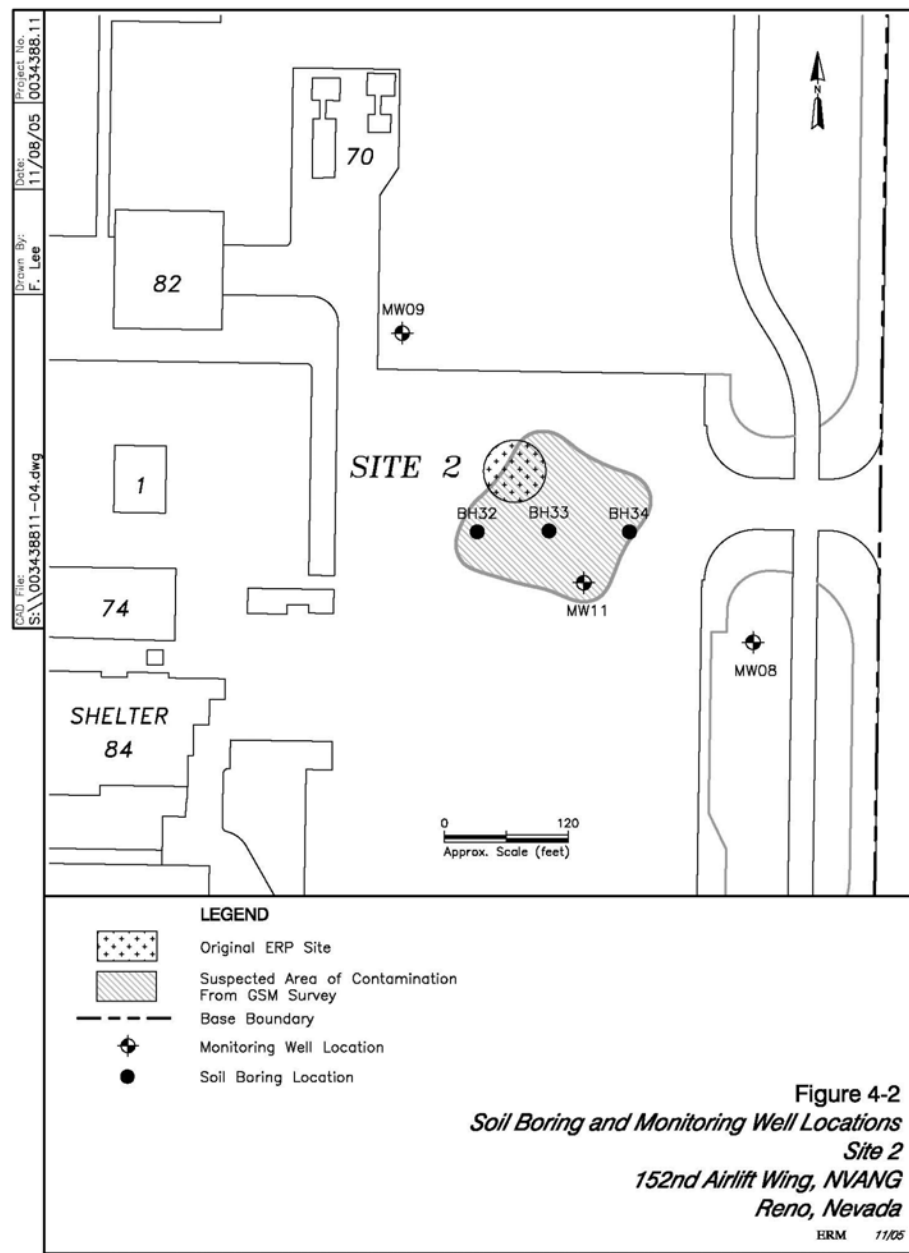 Project No.
0034388.11
Date:
11/08/05
Drawn By:
F. Lee
CAD File:
S:\\003438811-04.dwg
N
70
82
MW09
SITE 2
1
BH32
BH33
BH34
74
MW11
MW08
SHELTER
84
0
120
Approx. Scale (feet)
LEGEND
Original ERP Site
Suspected Area of Contamination
From GSM Survey
Base Boundary
Monitoring Well Location
Soil Boring Location
Figure 4-2
Soil Boring and Monitoring Well Locations
Site 2
152nd Airlift Wing, NVANG
Reno, Nevada
ERM 11/05